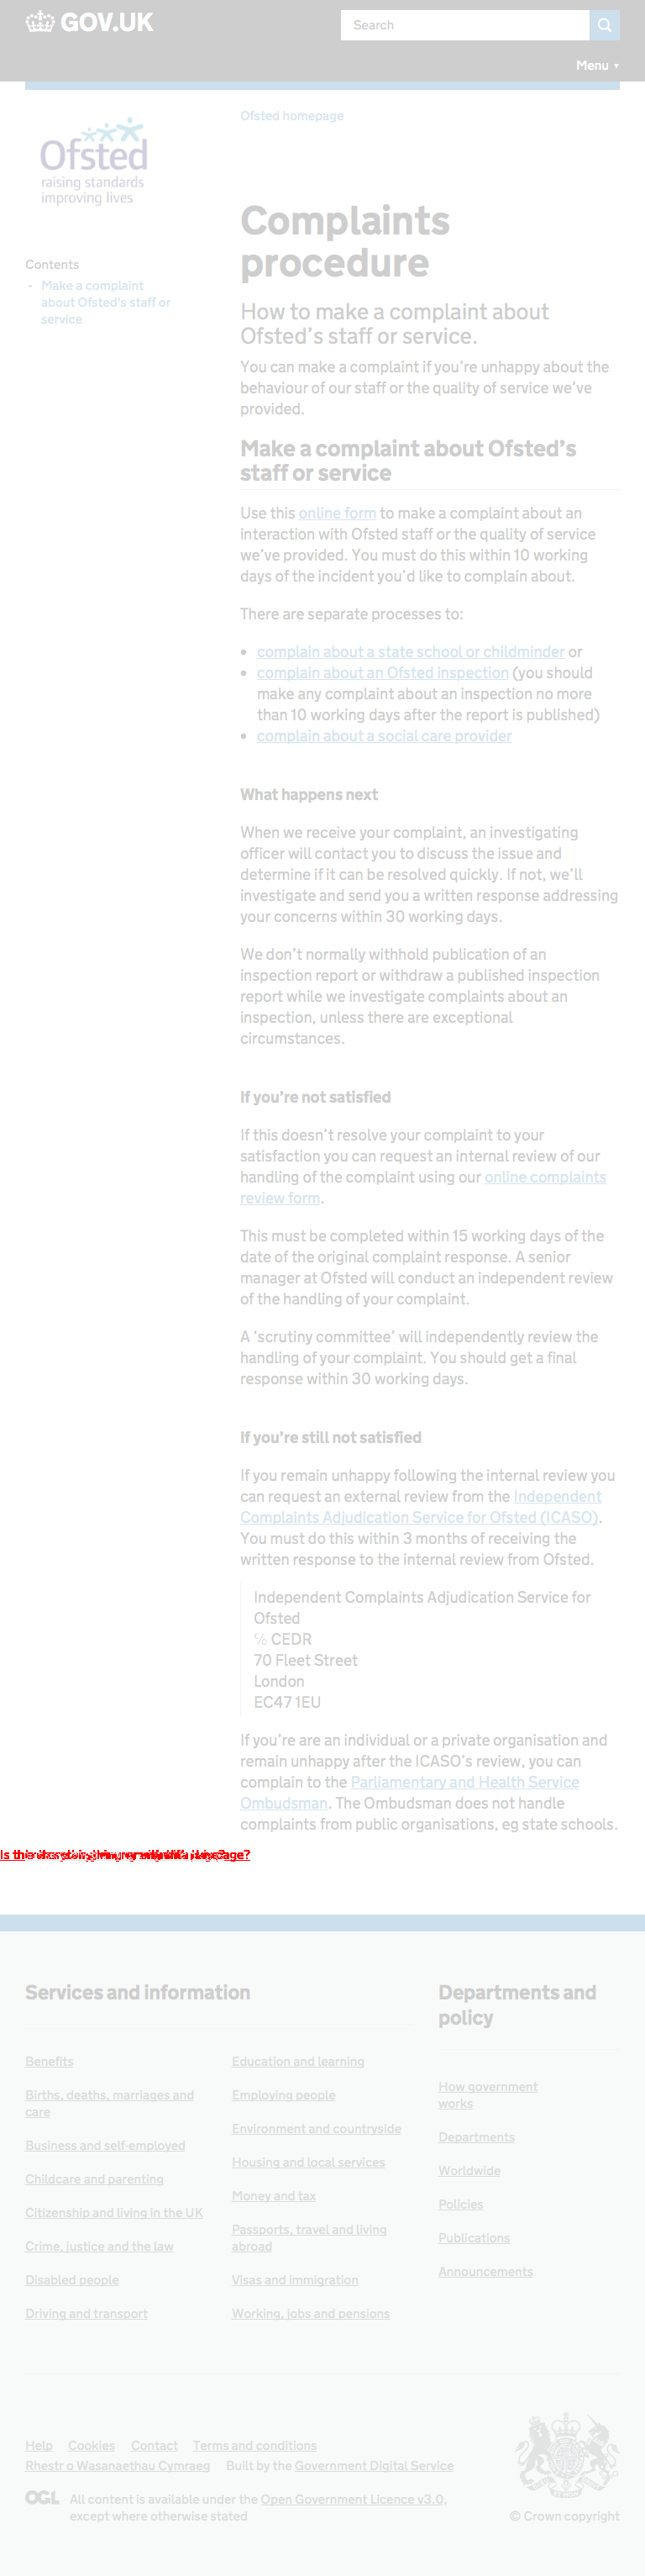 GOV.UK
Search
Menu
Ofsted homepage
Ofsted
raising standards
improving lives
Contents
- Make a complaint
about Ofsted's staff or
service
Complaints
procedure
How to make a complaint about
Ofsted's staff or service.
You can make a complaint if you're unhappy about the
behaviour of our staff or the quality of service we've
provided.
Make a complaint about Ofsted's
staff or service
Use this online form to make a complaint about an
interaction with Ofsted staff or the quality of service
we've provided. You must do this within 10 working
days of the incident you'd like to complain about.
There are separate processes to:
• complain about a state school or childminder or
• complain about an Ofsted inspection (you should
make any complaint about an inspection no more
than 10 working days after the report is published)
• complain about a social care provider
What happens next
When we receive your complaint, an investigating
officer will contact you to discuss the issue and
determine if it can be resolved quickly. If not, we'll
investigate and send you a written response addressing
your concerns within 30 working days.
We don't normally withhold publication of an
inspection report or withdraw a published inspection
report while we investigate complaints about an
inspection, unless there are exceptional
circumstances.
If you're not satisfied
If this doesn't resolve your complaint to your
satisfaction you can request an internal review of our
handling of the complaint using our online complaints
review form.
This must be completed within 15 working days of the
date of the original complaint response. A senior
manager at Ofsted will conduct an independent review
of the handling of your complaint.
A 'scrutiny committee' will independently review the
handling of your complaint. You should get a final
response within 30 working days.
If you're still not satisfied
If you remain unhappy following the internal review you
can request an external review from the Independent
Complaints Adjudication Service for Ofsted (ICASO).
You must do this within 3 months of receiving the
written response to the internal review from Ofsted.
Independent Complaints Adjudication Service for
Ofsted
℅ CEDR
70 Fleet Street
London
EC47 1EU
If you're are an individual or a private organisation and
remain unhappy after the ICASO's review, you can
complain to the Parliamentary and Health Service
Ombudsman. The Ombudsman does not handle
complaints from public organisations, eg state schools.
Is this page?
Services and information
Benefits
Births, deaths, marriages and
care
Business and self-employed
Childcare and parenting
Citizenship and living in the UK
Crime, justice and the law
Disabled people
Driving and transport
Education and learning
Employing people
Environment and countryside
Housing and local services
Money and tax
Passports, travel and living
abroad
Visas and immigration
Working, jobs and pensions
Departments and
policy
How government
works
Departments
Worldwide
Policies
Publications
Announcements
Help Cookies Contact Terms and conditions
Rhestr o Wasanaethau Cymraeg Built by the Government Digital Service
OGL All content is available under the Open Government Licence v3.0,
except where otherwise stated
© Crown copyright